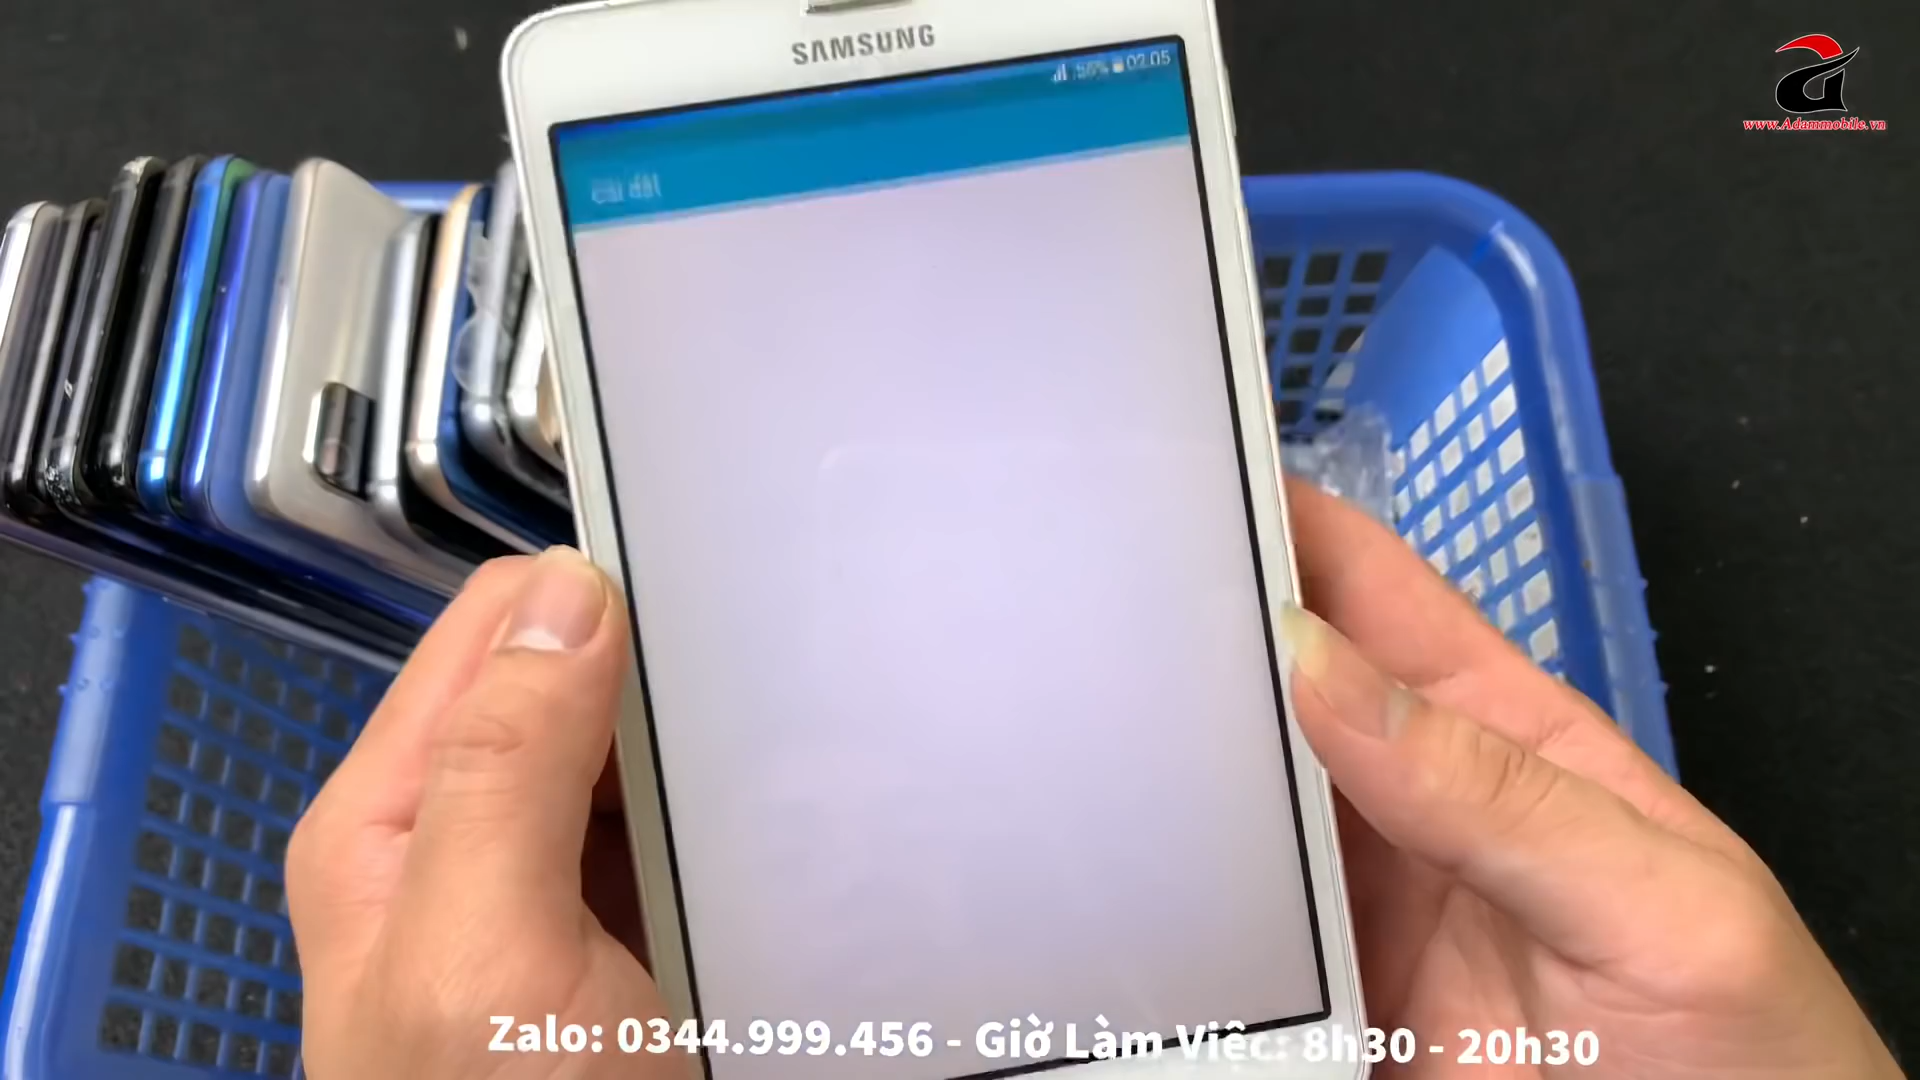 SAMSUNG
56% 02:05
Cài đặt
www.Adammobile.vn
Zalo: 0344.999.456 - Giờ Làm Việc: 8h30 - 20h30